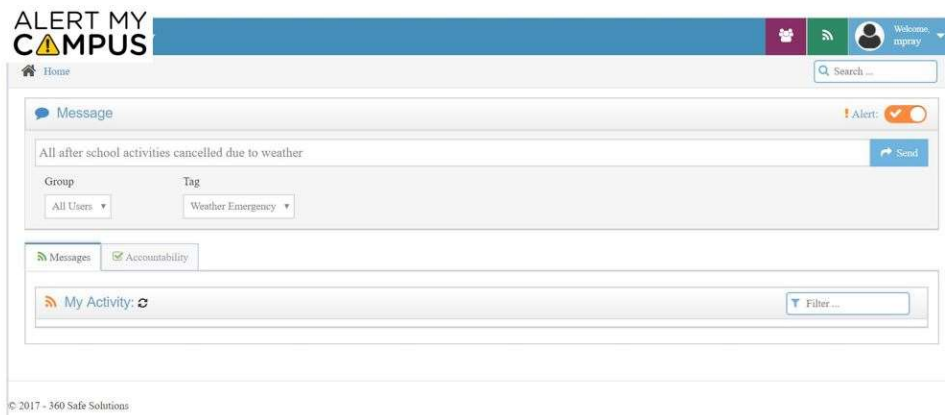 ALERT MY
CAMPUS
Welcome,
mpray
Home
Search ...
Message
! Alert:
All after school activities cancelled due to weather
Send
Group
Tag
All Users
Weather Emergency
Messages
Accountability
My Activity:
Filter ...
© 2017 - 360 Safe Solutions